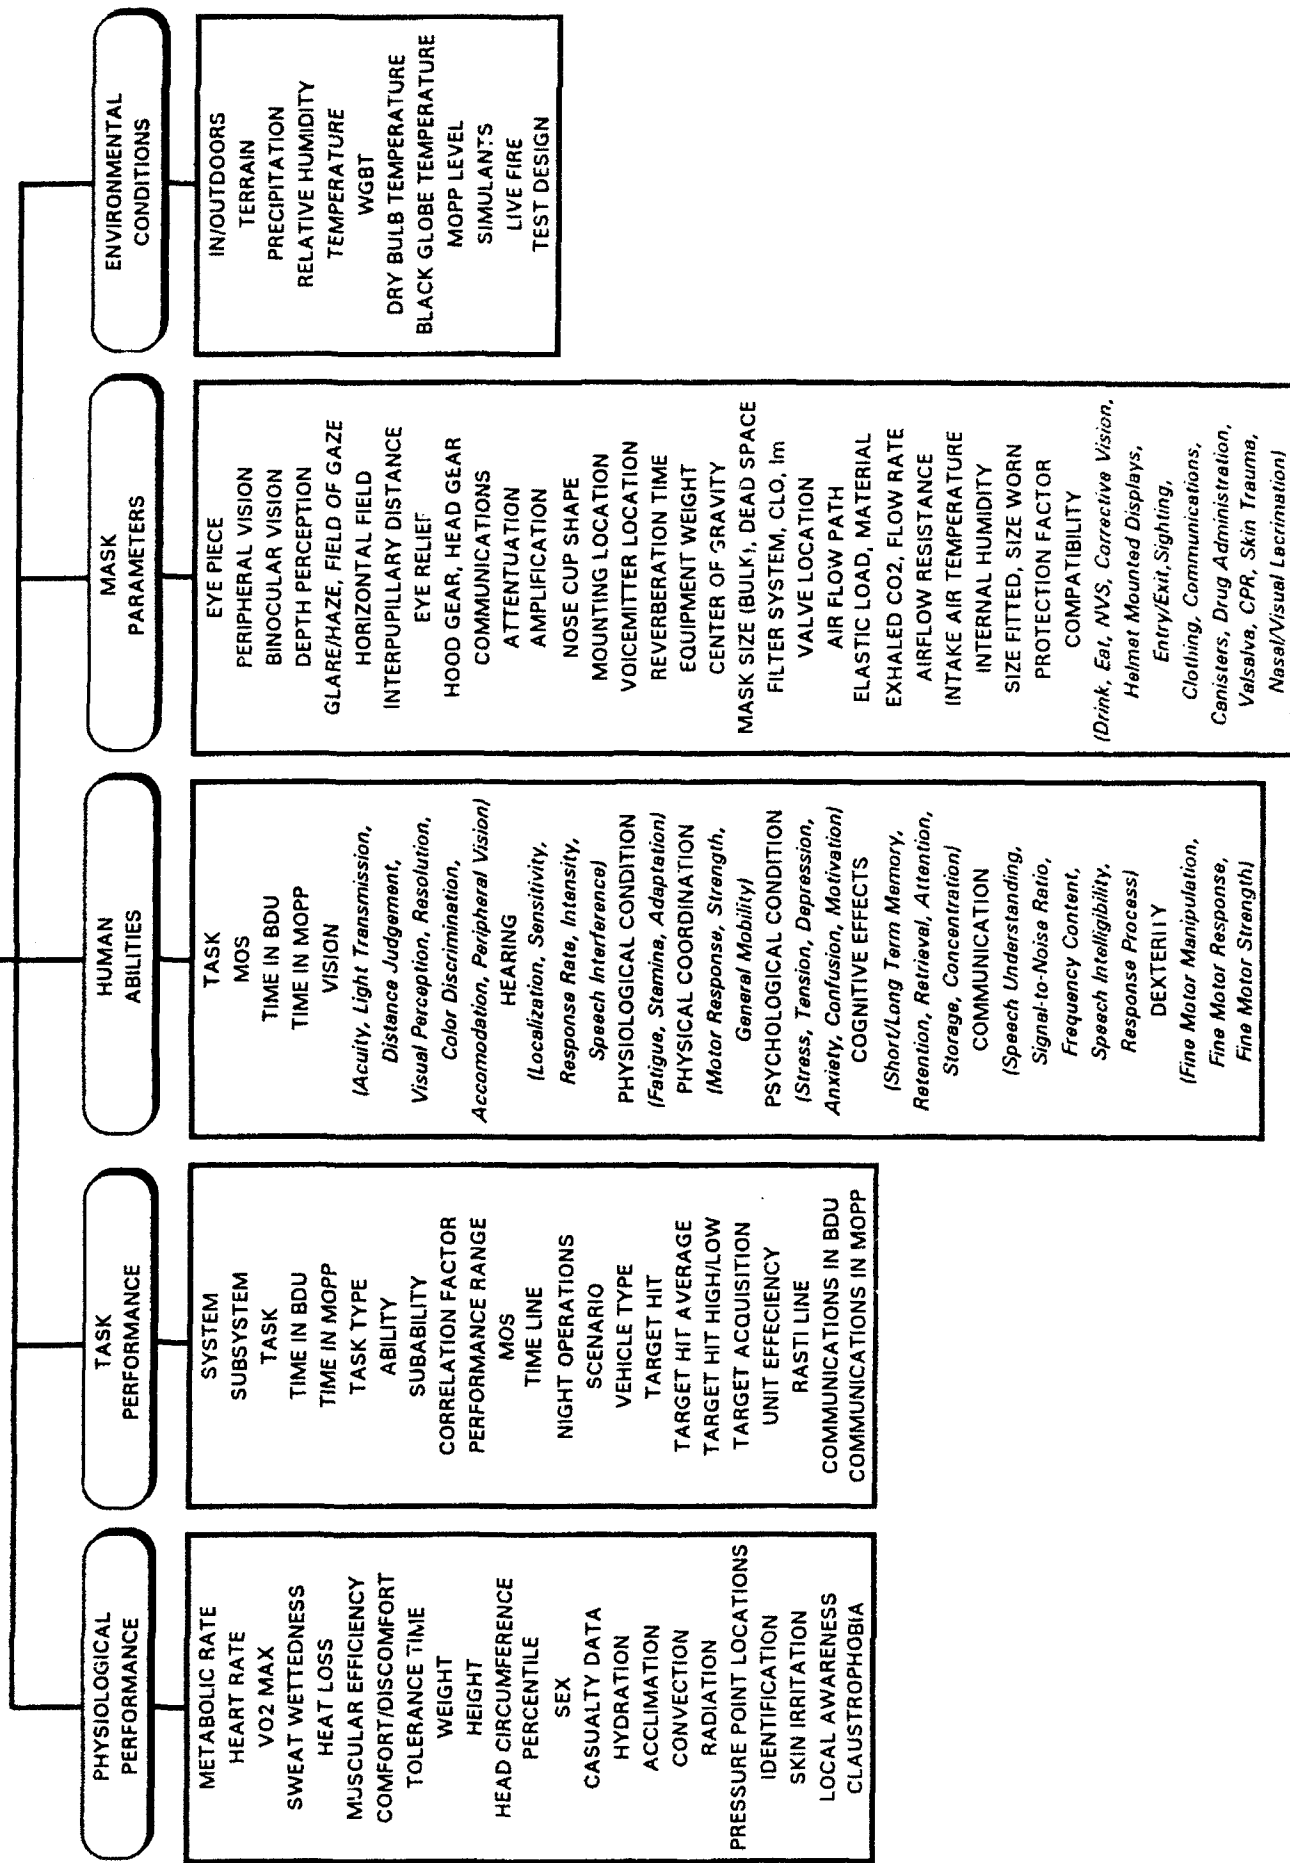 PHYSIOLOGICAL
PERFORMANCE
METABOLIC RATE
HEART RATE
VO2 MAX
SWEAT WETTEDNESS
HEAT LOSS
MUSCULAR EFFICIENCY
COMFORT/DISCOMFORT
TOLERANCE TIME
WEIGHT
HEIGHT
HEAD CIRCUMFERENCE
PERCENTILE
SEX
CASUALTY DATA
HYDRATION
ACCLIMATION
CONVECTION
RADIATION
PRESSURE POINT LOCATIONS
IDENTIFICATION
SKIN IRRITATION
LOCAL AWARENESS
CLAUSTROPHOBIA
TASK
PERFORMANCE
SYSTEM
SUBSYSTEM
TASK
TIME IN BDU
TIME IN MOPP
TASK TYPE
ABILITY
SUBABILITY
CORRELATION FACTOR
PERFORMANCE RANGE
MOS
TIME LINE
NIGHT OPERATIONS
SCENARIO
VEHICLE TYPE
TARGET HIT
TARGET HIT AVERAGE
TARGET HIT HIGH/LOW
TARGET ACQUISITION
UNIT EFFECIENCY
RASTI LINE
COMMUNICATIONS IN BDU
COMMUNICATIONS IN MOPP
HUMAN
ABILITIES
TASK
MOS
TIME IN BDU
TIME IN MOPP
VISION
(Acuity, Light Transmission,
Distance Judgement,
Visual Perception, Resolution,
Color Discrimination,
Accomodation, Peripheral Vision)
HEARING
(Localization, Sensitivity,
Response Rate, Intensity,
Speech Interference)
PHYSIOLOGICAL CONDITION
(Fatigue, Stamina, Adaptation)
PHYSICAL COORDINATION
(Motor Response, Strength,
General Mobility)
PSYCHOLOGICAL CONDITION
(Stress, Tension, Depression,
Anxiety, Confusion, Motivation)
COGNITIVE EFFECTS
(Short/Long Term Memory,
Retention, Retrieval, Attention,
Storage, Concentration)
COMMUNICATION
(Speech Understanding,
Signal-to-Noise Ratio,
Frequency Content,
Speech Intelligibility,
Response Process)
DEXTERITY
(Fine Motor Manipulation,
Fine Motor Response,
Fine Motor Strength)
MASK
PARAMETERS
EYE PIECE
PERIPHERAL VISION
BINOCULAR VISION
DEPTH PERCEPTION
GLARE/HAZE, FIELD OF GAZE
HORIZONTAL FIELD
INTERPUPILLARY DISTANCE
EYE RELIEF
HOOD GEAR, HEAD GEAR
COMMUNICATIONS
ATTENTUATION
AMPLIFICATION
NOSE CUP SHAPE
MOUNTING LOCATION
VOICEMITTER LOCATION
REVERBERATION TIME
EQUIPMENT WEIGHT
CENTER OF GRAVITY
MASK SIZE (BULK), DEAD SPACE
FILTER SYSTEM, CLO, Im
VALVE LOCATION
AIR FLOW PATH
ELASTIC LOAD, MATERIAL
EXHALED CO2, FLOW RATE
AIRFLOW RESISTANCE
INTAKE AIR TEMPERATURE
INTERNAL HUMIDITY
SIZE FITTED, SIZE WORN
PROTECTION FACTOR
COMPATIBILITY
(Drink, Eat, NVS, Corrective Vision,
Helmet Mounted Displays,
Entry/Exit, Sighting,
Clothing, Communications,
Canisters, Drug Administration,
Valsalva, CPR, Skin Trauma,
Nasal/Visual Lacrimation)
ENVIRONMENTAL
CONDITIONS
IN/OUTDOORS
TERRAIN
PRECIPITATION
RELATIVE HUMIDITY
TEMPERATURE
WGBT
DRY BULB TEMPERATURE
BLACK GLOBE TEMPERATURE
MOPP LEVEL
SIMULANTS
LIVE FIRE
TEST DESIGN